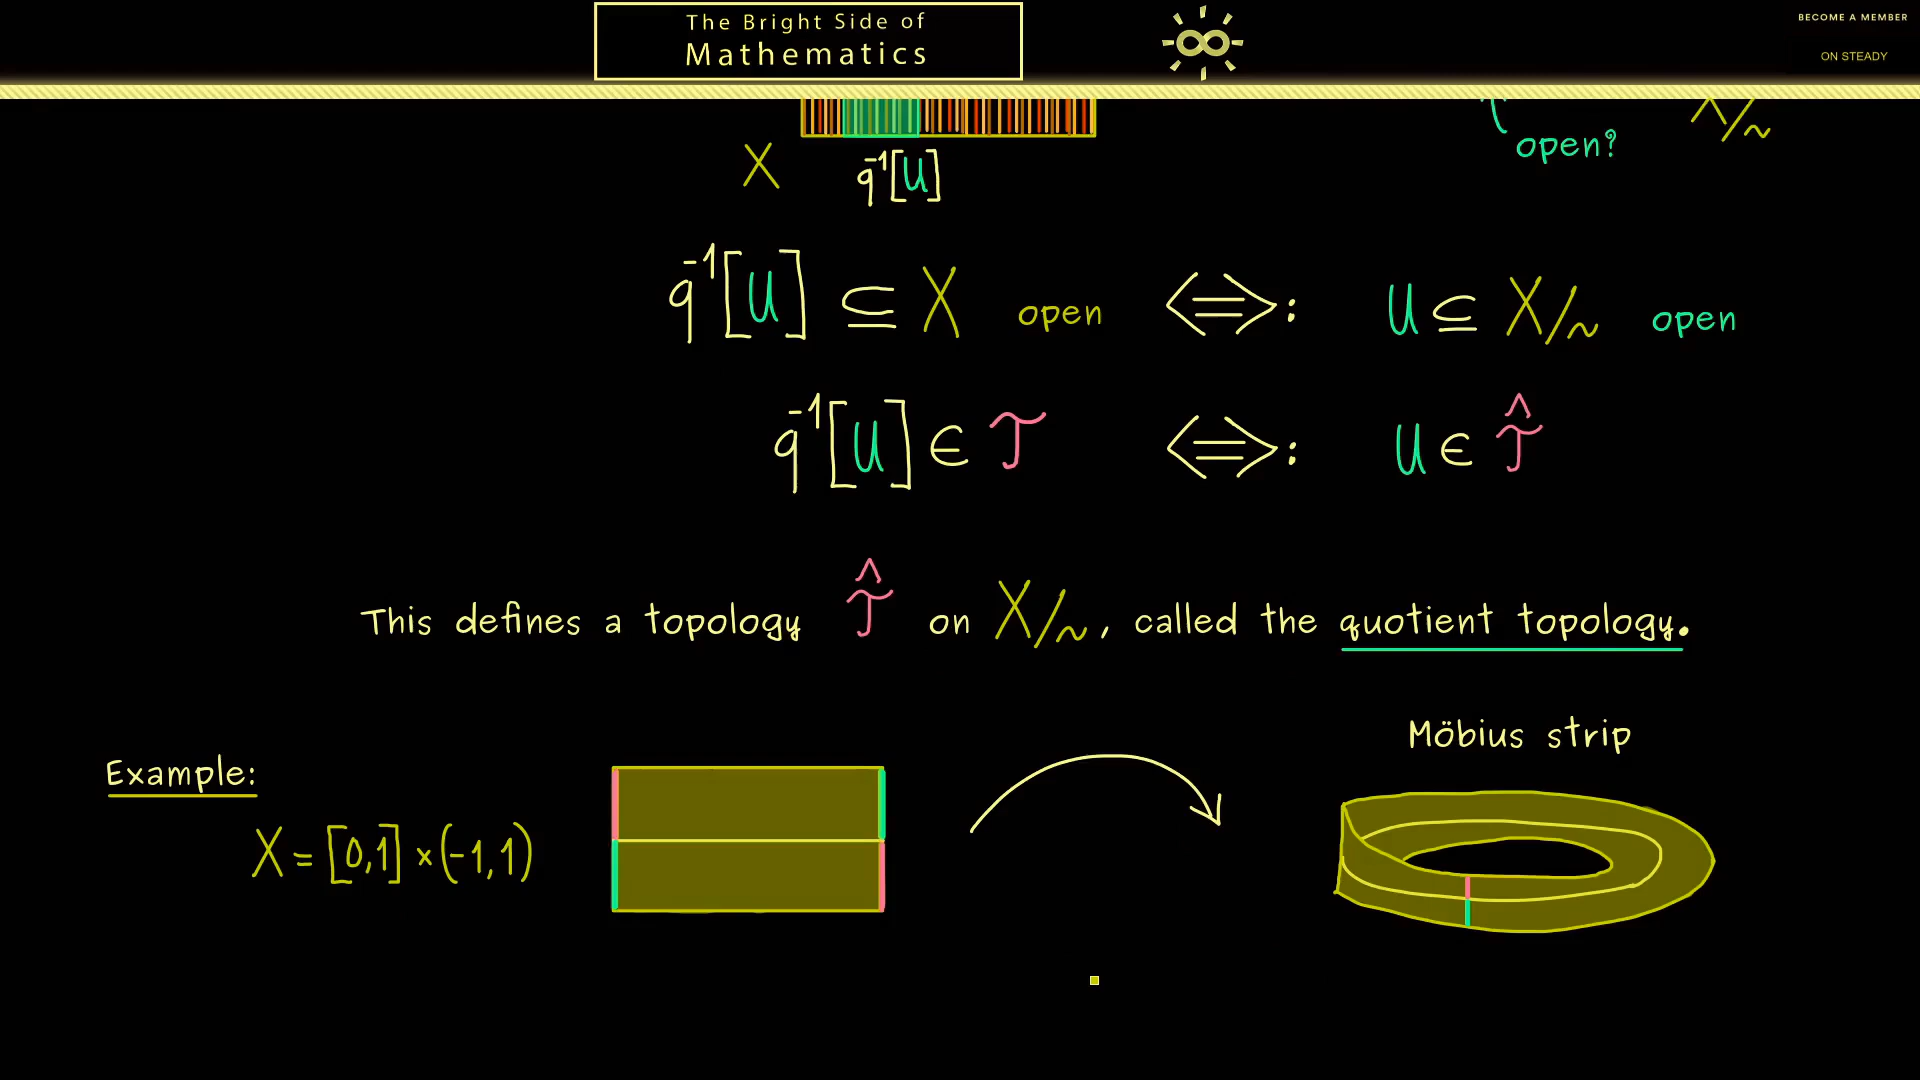 The Bright Side of
Mathematics
BECOME A MEMBER
ON STEADY
open?
X/~
X
q⁻¹[U]
q⁻¹[U] ⊆ X open ⟺: U ⊆ X/~ open
q⁻¹[U] ∈ 𝒯 ⟺: U ∈ 𝒯̂
This defines a topology 𝒯̂ on X/~, called the quotient topology.
Möbius strip
Example:
X = [0,1] × (-1,1)